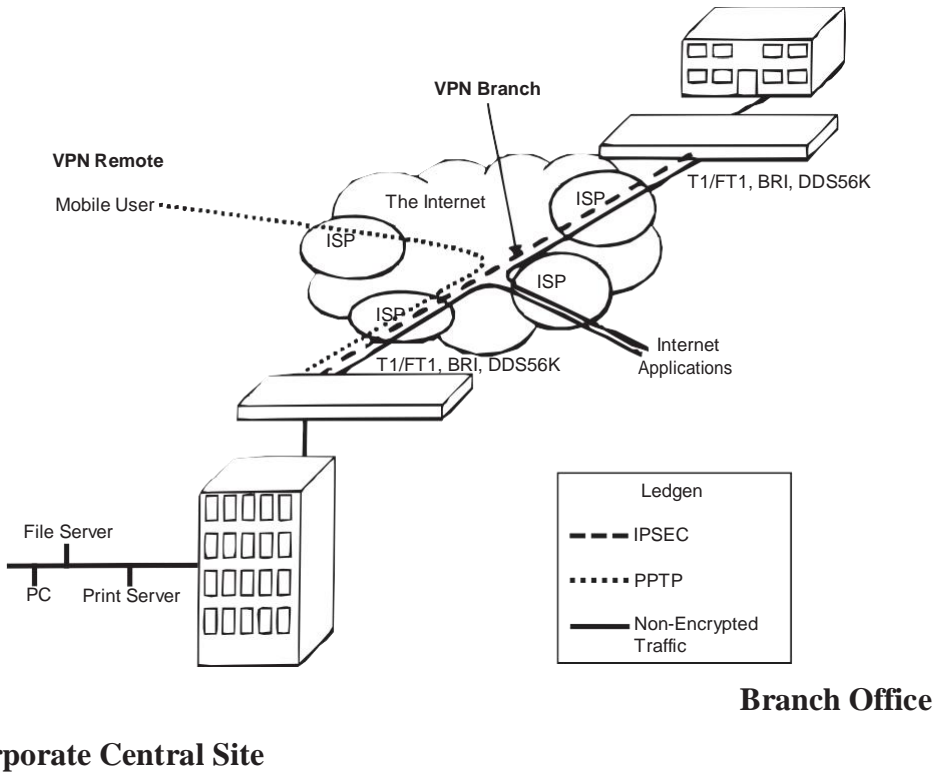 VPN Branch
VPN Remote
T1/FT1, BRI, DDS56K
Mobile User
The Internet
ISP
ISP
ISP
ISP
Internet
Applications
T1/FT1, BRI, DDS56K
Ledgen
IPSEC
PPTP
Non-Encrypted
Traffic
File Server
PC
Print Server
Branch Office
rporate Central Site